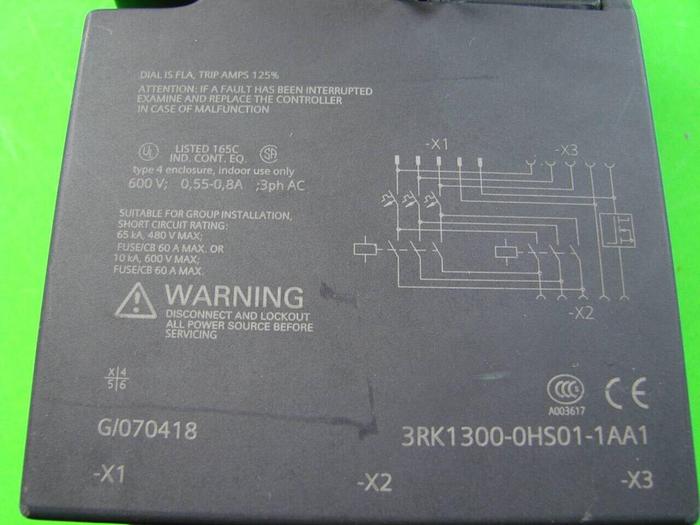 DIAL IS FLA, TRIP AMPS 125%
ATTENTION: IF A FAULT HAS BEEN INTERRUPTED
EXAMINE AND REPLACE THE CONTROLLER
IN CASE OF MALFUNCTION
UL LISTED 165C SA
IND. CONT. EQ.
type 4 enclosure, indoor use only
600 V; 0,55-0,8A ;3ph AC
SUITABLE FOR GROUP INSTALLATION,
SHORT CIRCUIT RATING:
65 kA, 480 V MAX;
FUSE/CB 60 A MAX. OR
10 kA, 600 V MAX;
FUSE/CB 60 A MAX.
WARNING
DISCONNECT AND LOCKOUT
ALL POWER SOURCE BEFORE
SERVICING
-X1
-X3
-X2
X 4
5 6
CCC
A003617
CE
G/070418
3RK1300-0HS01-1AA1
-X1
-X2
-X3